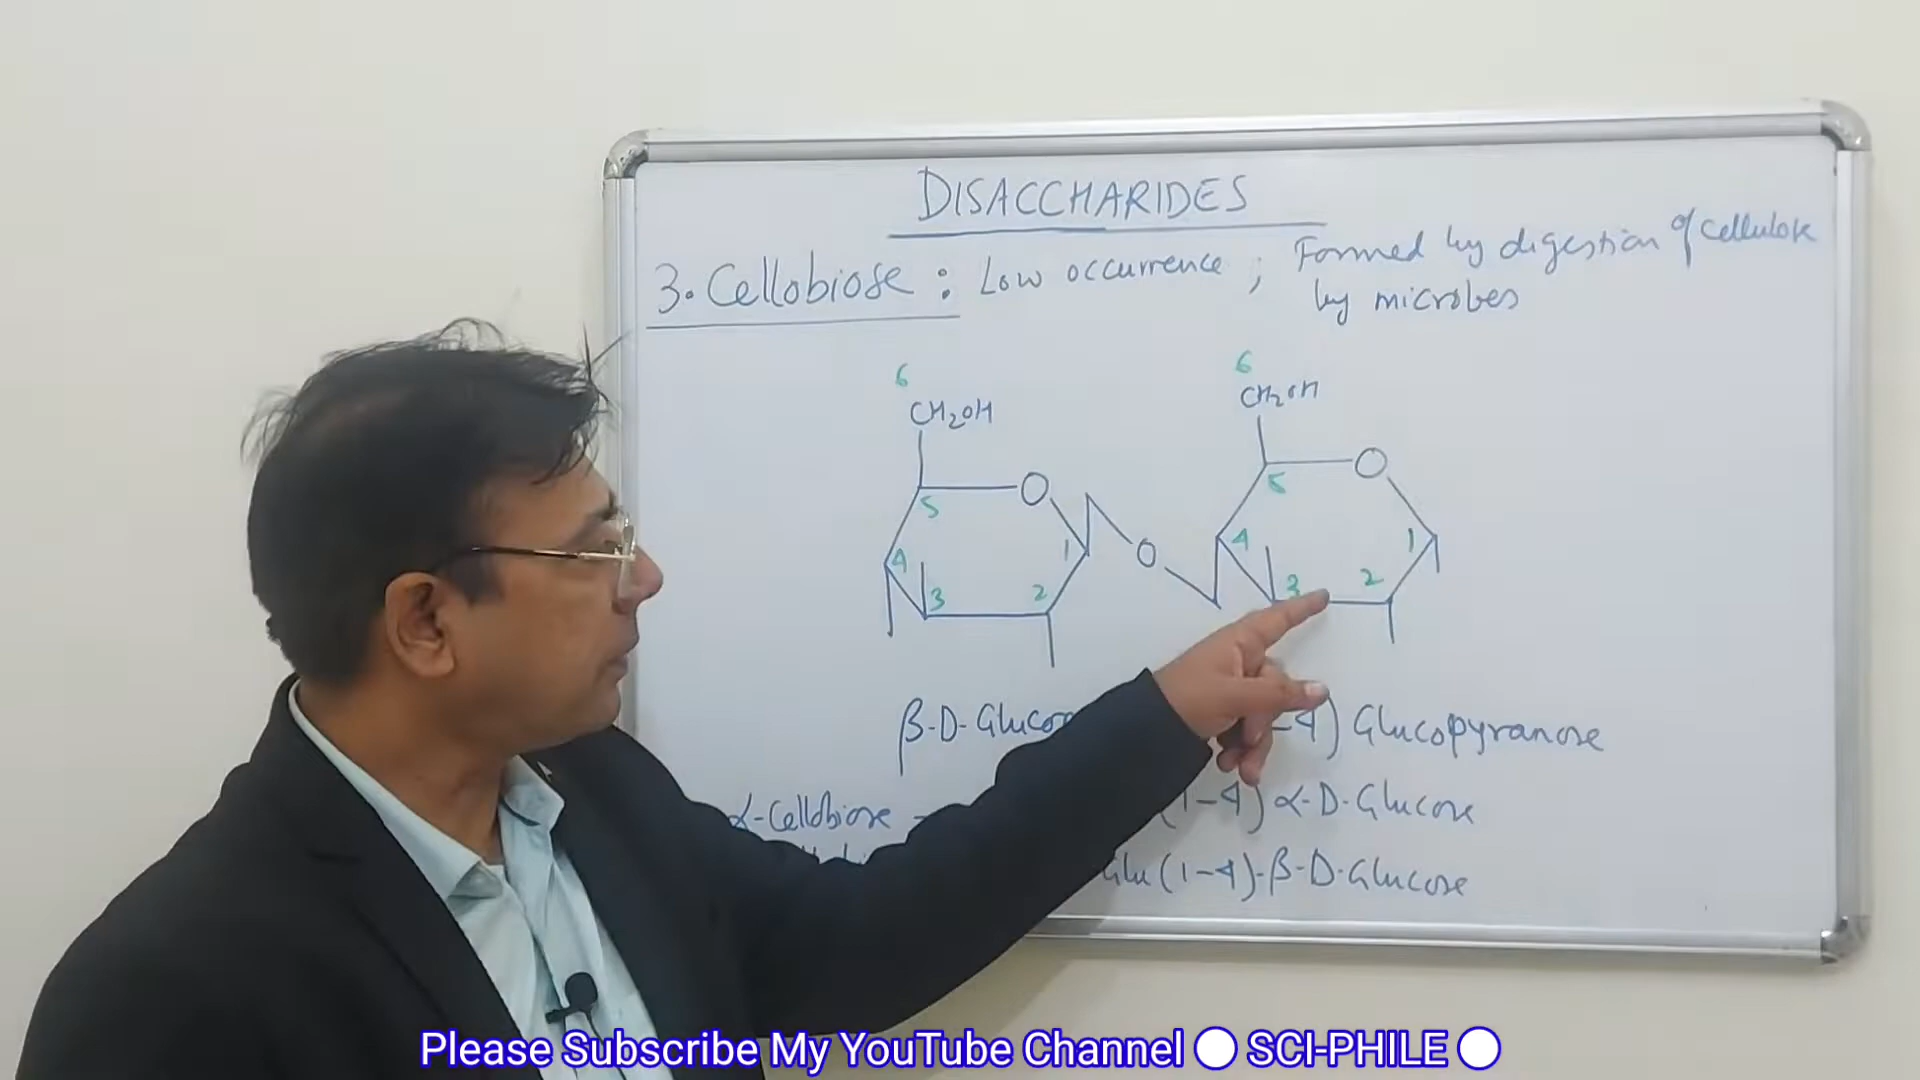 DISACCHARIDES
3. Cellobiose : Low occurrence ; Formed by digestion of cellulose
by microbes
6 6
CH₂OH CH₂OH
5 O 5 O
4 1 O 4 1
3 2 3 2
β-D-Gluco -4) Glucopyranose
α-Cellobiose - (1-4) α-D-Glucose
Glu(1-4)-β-D-Glucose
Please Subscribe My YouTube Channel ⚪ SCI-PHILE ⚪